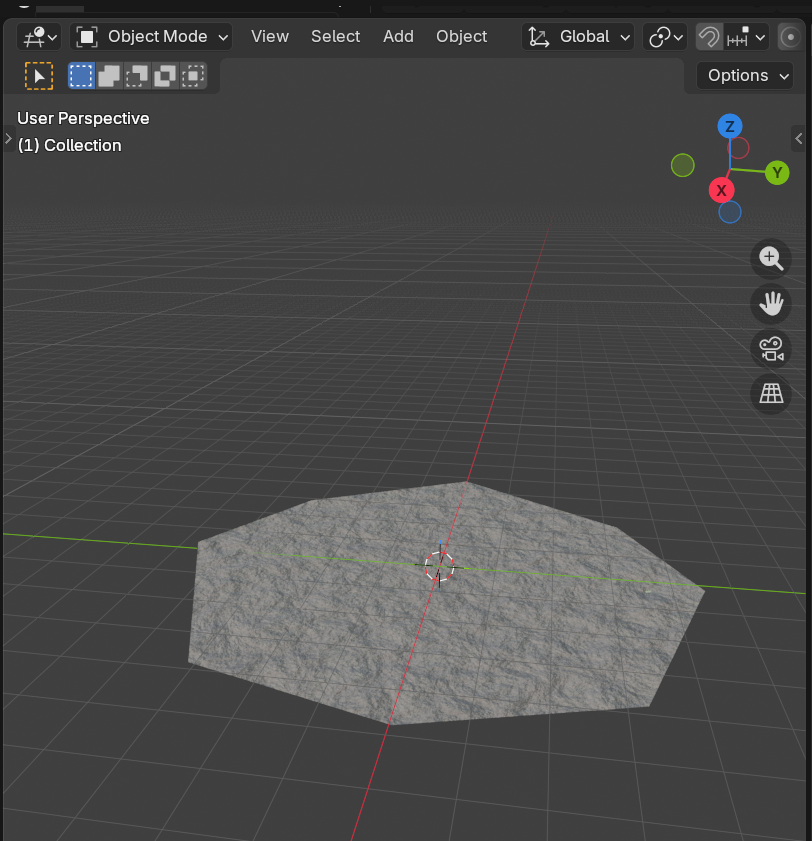 Object Mode View Select Add Object Global
Options
User Perspective
(1) Collection
Z
Y
X